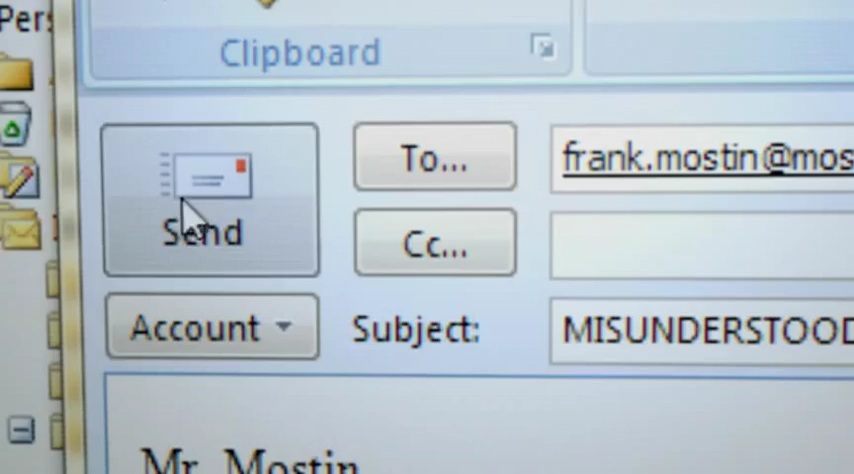 Pers
Clipboard
Send
To...
frank.mostin@mos
Cc...
Account
Subject:
MISUNDERSTOOD
Mr. Mostin